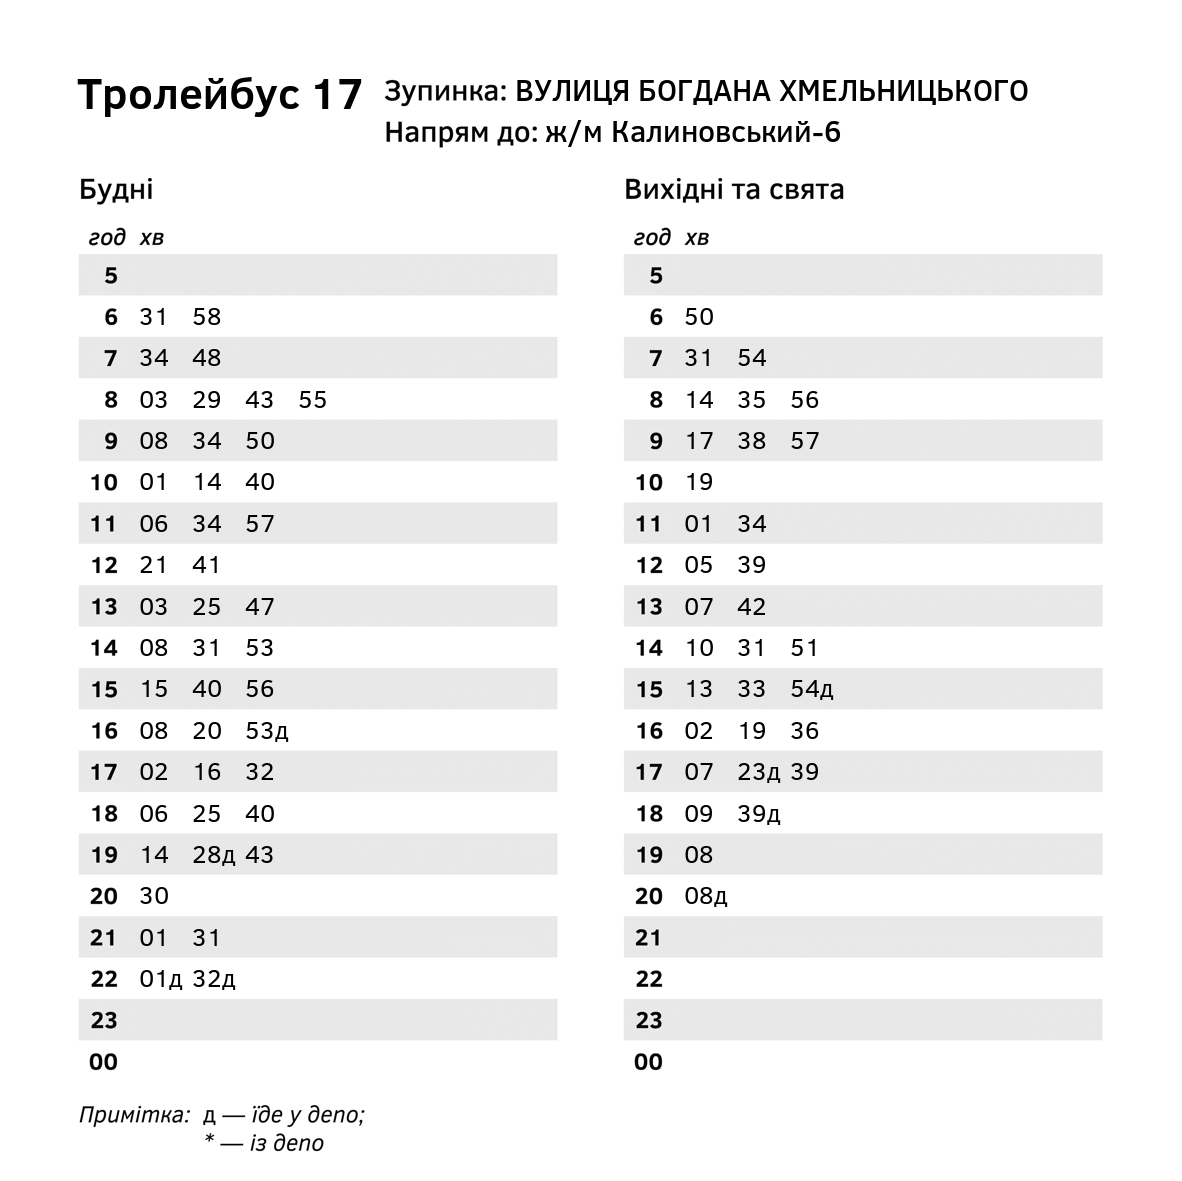 Тролейбус 17
Зупинка: ВУЛИЦЯ БОГДАНА ХМЕЛЬНИЦЬКОГО
Напрям до: ж/м Калиновський-6
Будні
год хв
5
6 31 58
7 34 48
8 03 29 43 55
9 08 34 50
10 01 14 40
11 06 34 57
12 21 41
13 03 25 47
14 08 31 53
15 15 40 56
16 08 20 53д
17 02 16 32
18 06 25 40
19 14 28д 43
20 30
21 01 31
22 01д 32д
23
00
Вихідні та свята
год хв
5
6 50
7 31 54
8 14 35 56
9 17 38 57
10 19
11 01 34
12 05 39
13 07 42
14 10 31 51
15 13 33 54д
16 02 19 36
17 07 23д 39
18 09 39д
19 08
20 08д
21
22
23
00
Примітка: д — їде у депо;
* — із депо